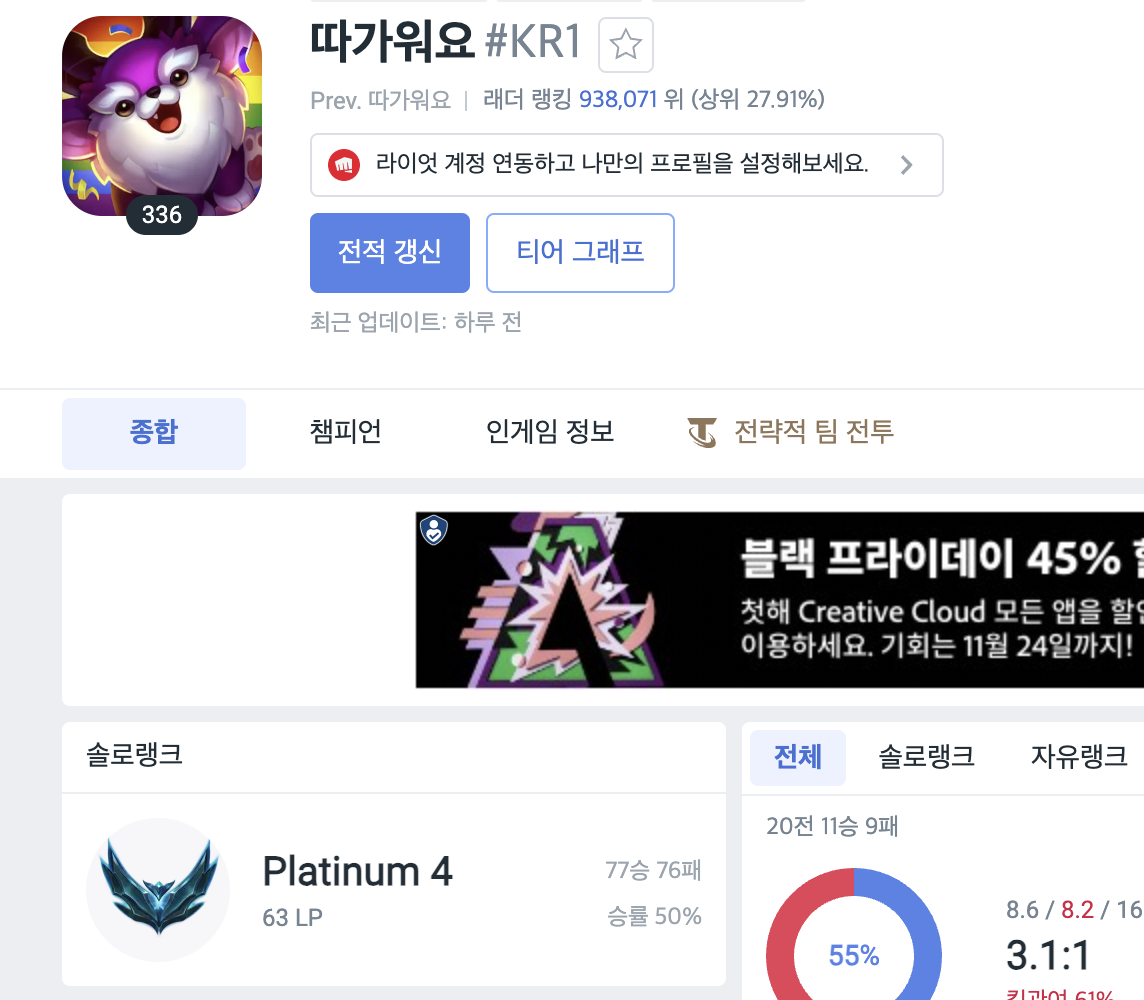 따가워요 #KR1
Prev. 따가워요 | 래더 랭킹 938,071 위 (상위 27.91%)
라이엇 계정 연동하고 나만의 프로필을 설정해보세요.
336
전적 갱신 티어 그래프
최근 업데이트: 하루 전
종합 챔피언 인게임 정보 전략적 팀 전투
블랙 프라이데이 45%
첫해 Creative Cloud 모든 앱을
이용하세요. 기회는 11월 24일까지!
솔로랭크
Platinum 4 77승 76패
63 LP 승률 50%
전체 솔로랭크 자유랭크
20전 11승 9패
55%
8.6 / 8.2 / 16
3.1:1
킬관여 61%